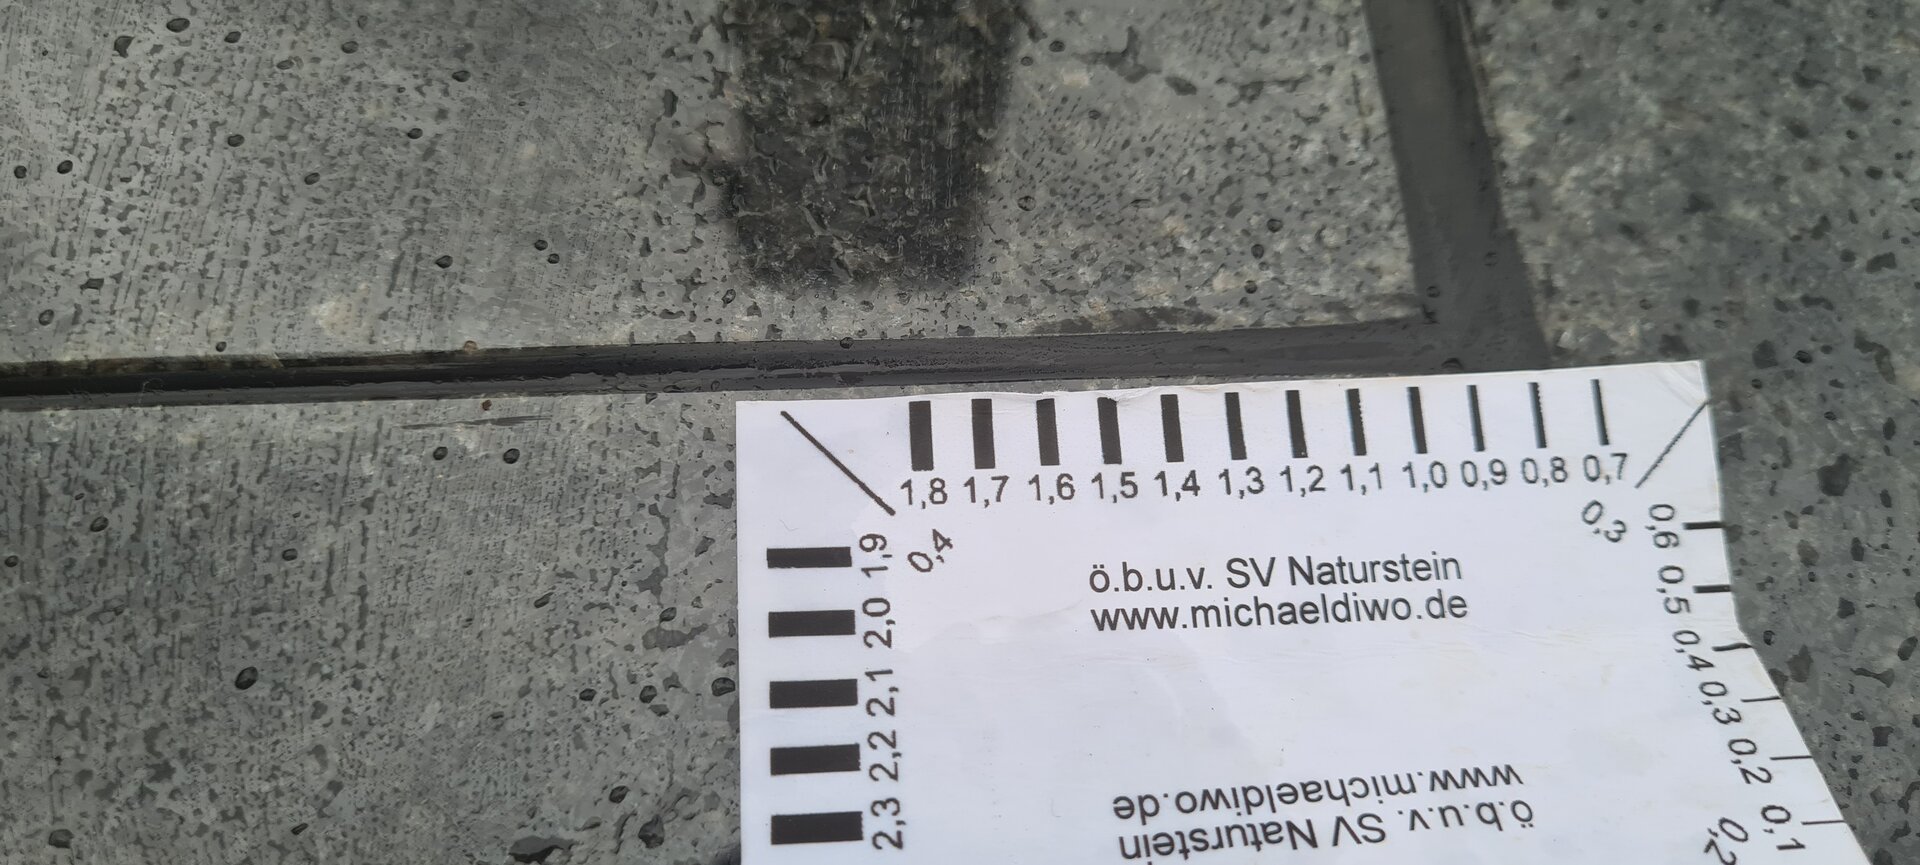 1,8 1,7 1,6 1,5 1,4 1,3 1,2 1,1 1,0 0,9 0,8 0,7
0,4
0,3
1,9
2,0
2,1
2,2
2,3
0,6
0,5
0,4
0,3
0,2
0,1
0,2
ö.b.u.v. SV Naturstein
www.michaeldiwo.de
ö.b.u.v. SV Naturstein
www.michaeldiwo.de